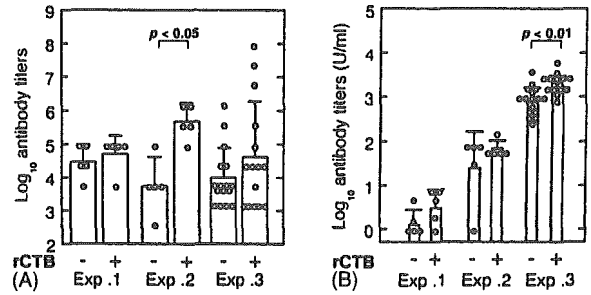 (A)
Log10 antibody titers
9
8
7
6
5
4
3
2
p < 0.05
rCTB - + - + - +
Exp .1 Exp .2 Exp .3
(B)
Log10 antibody titers (U/ml)
5
4
3
2
1
0
p < 0.01
rCTB - + - + - +
Exp .1 Exp .2 Exp .3